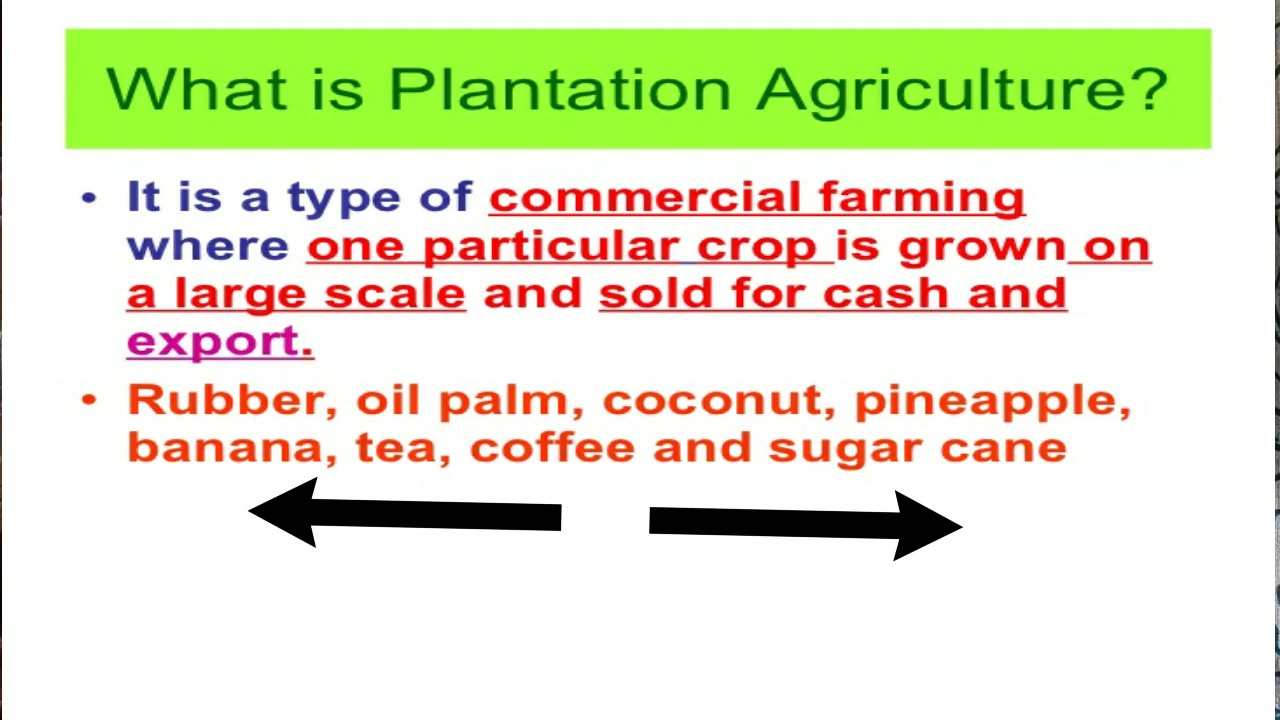 What is Plantation Agriculture?
• It is a type of commercial farming
where one particular crop is grown on
a large scale and sold for cash and
export.
• Rubber, oil palm, coconut, pineapple,
banana, tea, coffee and sugar cane